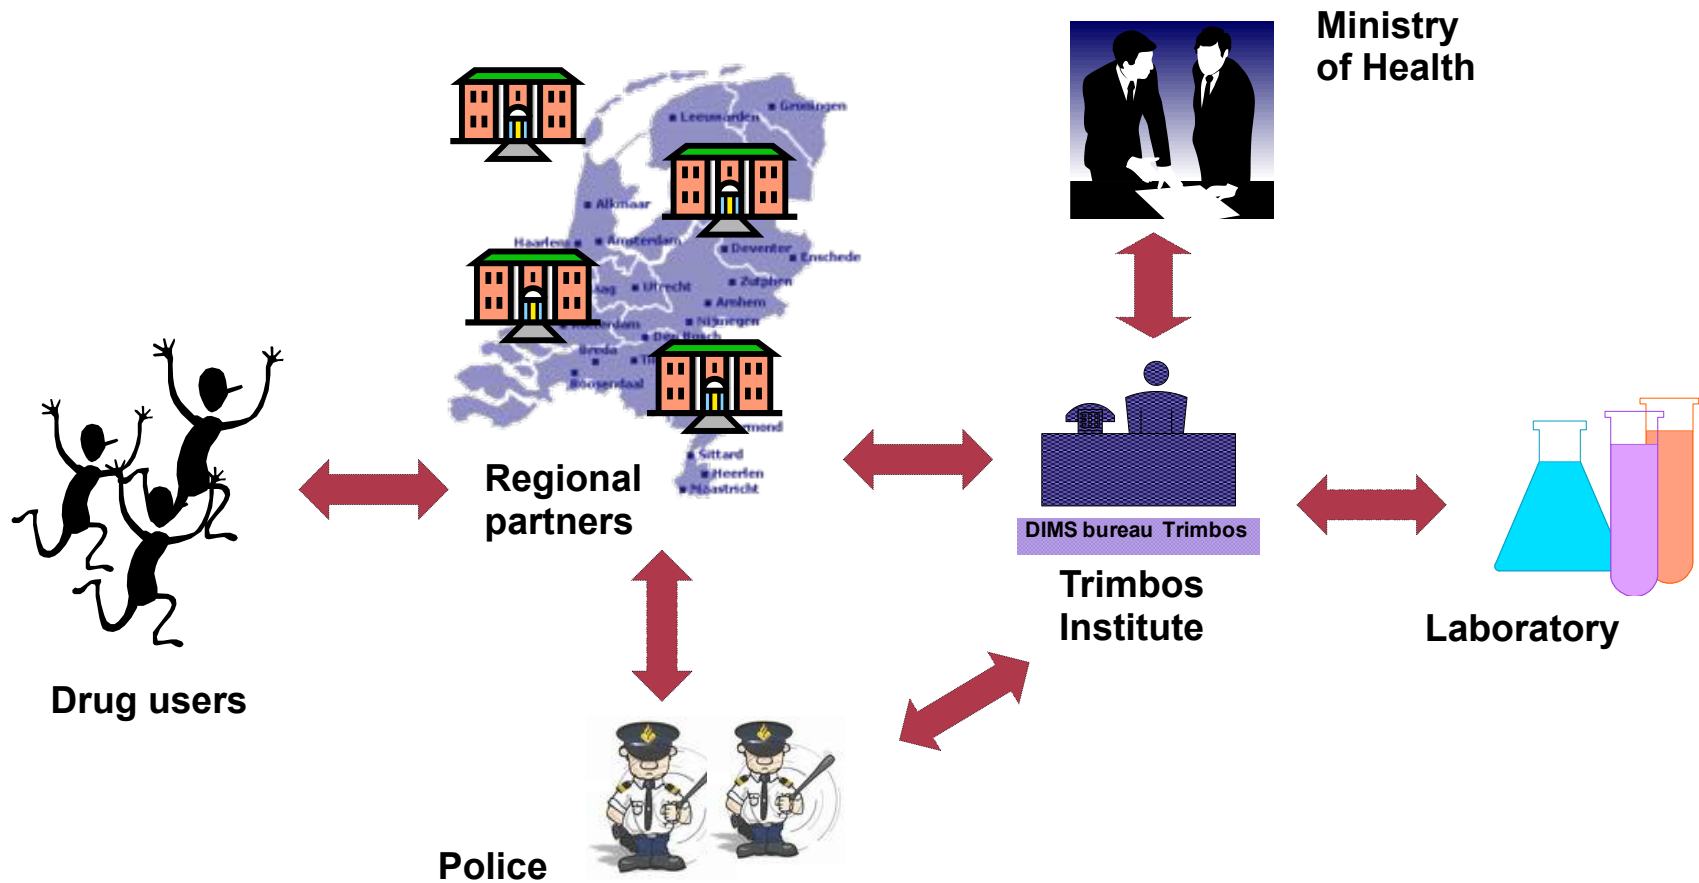 Ministry
of Health
Groningen
Leeuwarden
Alkmaar
Haarlem
Amsterdam
Deventer
Enschede
Utrecht
Zutphen
Arnhem
Nijmegen
Den Bosch
Breda
Roosendaal
Sittard
Heerlen
Maastricht
Regional
partners
DIMS bureau Trimbos
Trimbos
Institute
Laboratory
Drug users
Police